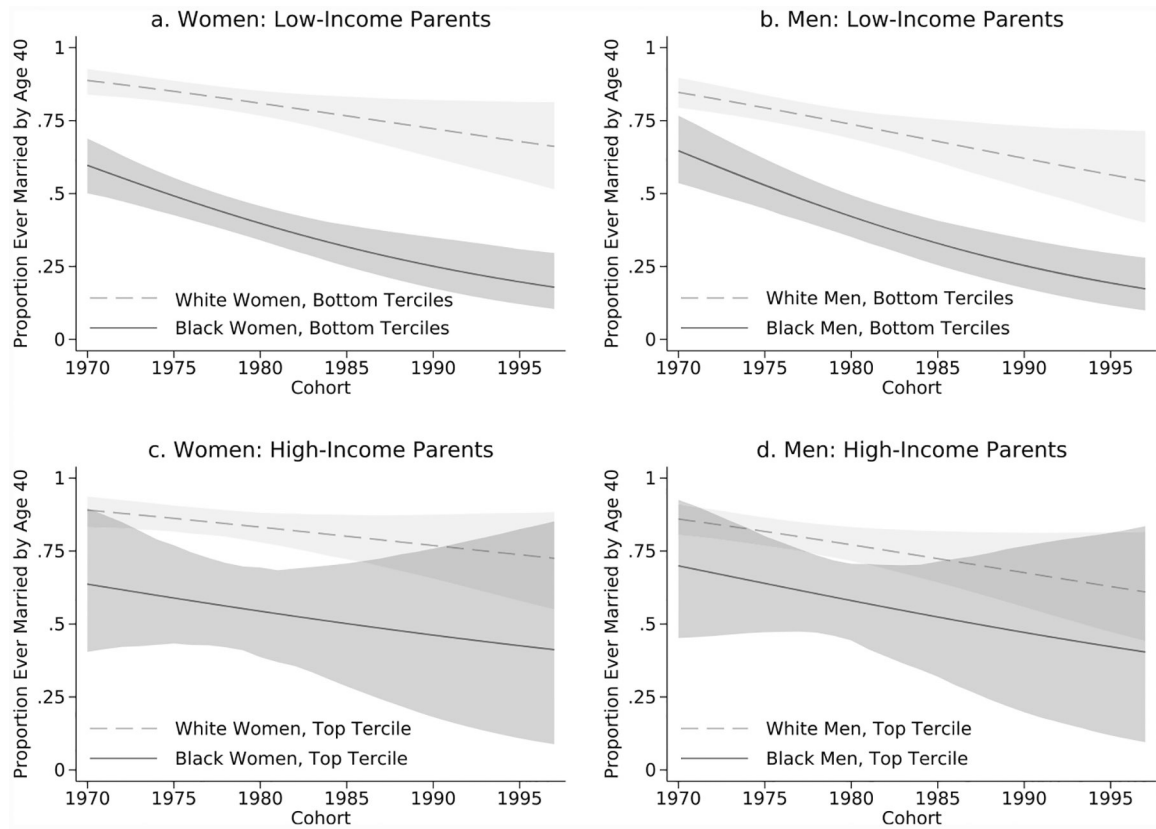 a. Women: Low-Income Parents
Proportion Ever Married by Age 40
1
.75
.5
.25
0
White Women, Bottom Terciles
Black Women, Bottom Terciles
1970 1975 1980 1985 1990 1995
Cohort
b. Men: Low-Income Parents
Proportion Ever Married by Age 40
1
.75
.5
.25
0
White Men, Bottom Terciles
Black Men, Bottom Terciles
1970 1975 1980 1985 1990 1995
Cohort
c. Women: High-Income Parents
Proportion Ever Married by Age 40
1
.75
.5
.25
0
White Women, Top Tercile
Black Women, Top Tercile
1970 1975 1980 1985 1990 1995
Cohort
d. Men: High-Income Parents
Proportion Ever Married by Age 40
1
.75
.5
.25
0
White Men, Top Tercile
Black Men, Top Tercile
1970 1975 1980 1985 1990 1995
Cohort